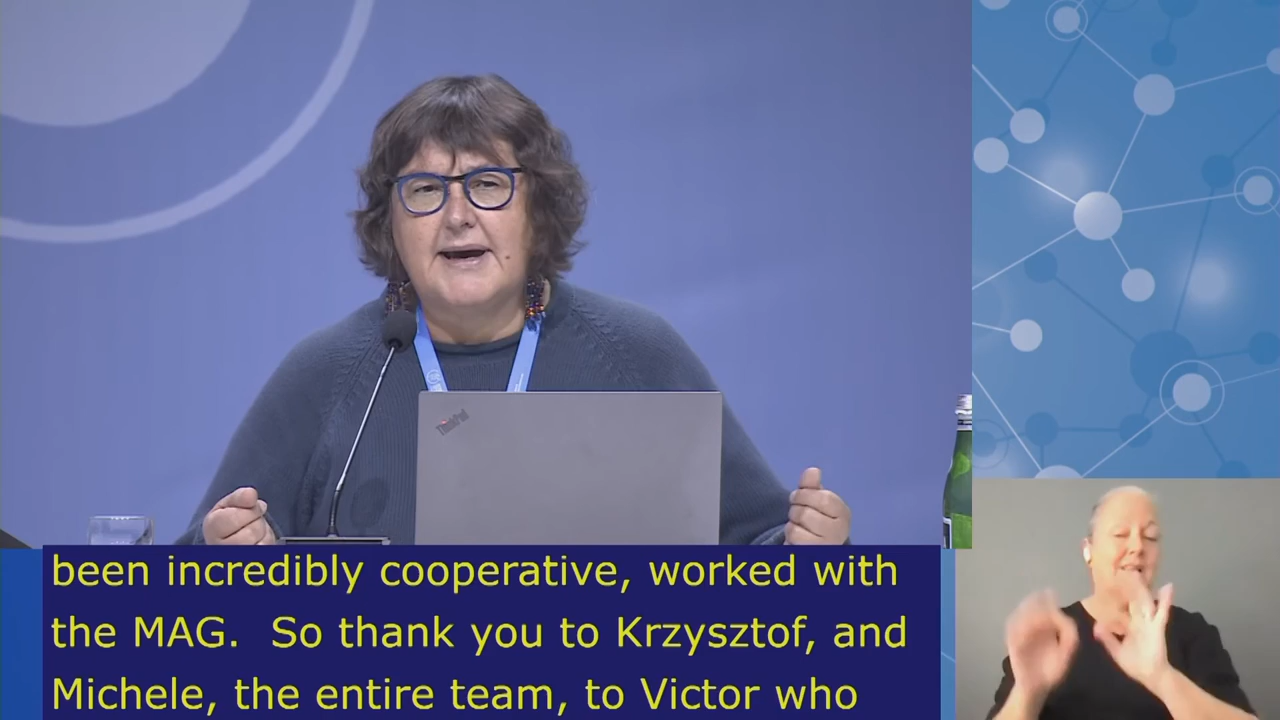 ThinkPad
been incredibly cooperative, worked with
the MAG.  So thank you to Krzysztof, and
Michele, the entire team, to Victor who